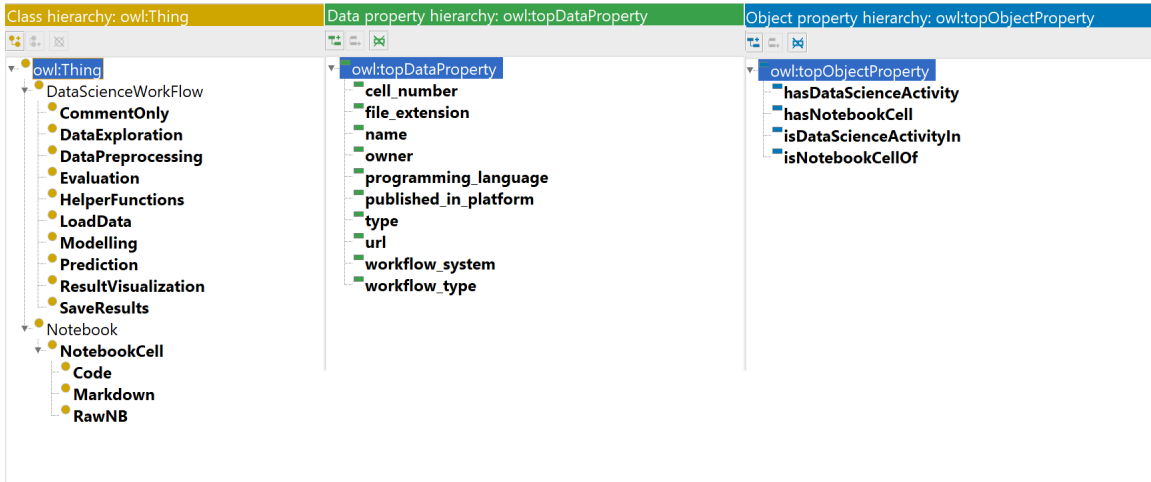 Class hierarchy: owl:Thing
owl:Thing
DataScienceWorkFlow
CommentOnly
DataExploration
DataPreprocessing
Evaluation
HelperFunctions
LoadData
Modelling
Prediction
ResultVisualization
SaveResults
Notebook
NotebookCell
Code
Markdown
RawNB
Data property hierarchy: owl:topDataProperty
owl:topDataProperty
cell_number
file_extension
name
owner
programming_language
published_in_platform
type
url
workflow_system
workflow_type
Object property hierarchy: owl:topObjectProperty
owl:topObjectProperty
hasDataScienceActivity
hasNotebookCell
isDataScienceActivityIn
isNotebookCellOf